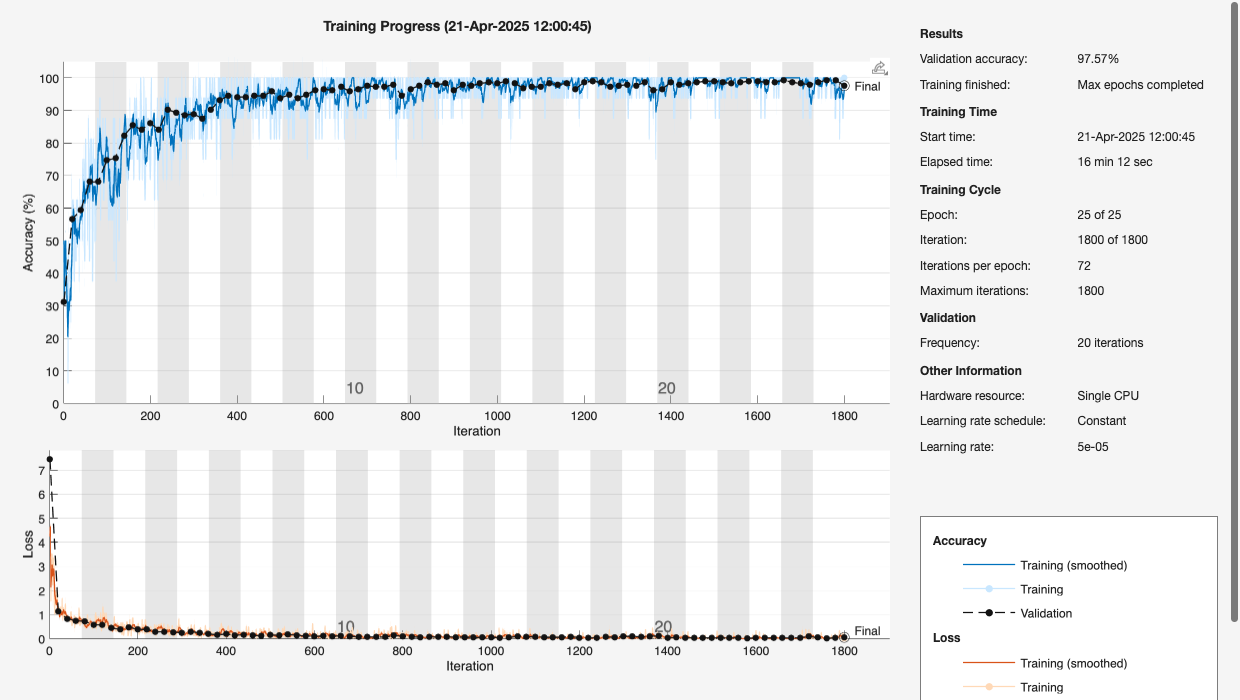 Training Progress (21-Apr-2025 12:00:45)
100
90
80
70
60
50
40
30
20
10
0
Accuracy (%)
10
20
Final
0 200 400 600 800 1000 1200 1400 1600 1800
Iteration
7
6
5
4
3
2
1
0
Loss
10
20
Final
0 200 400 600 800 1000 1200 1400 1600 1800
Iteration
Results
Validation accuracy: 97.57%
Training finished: Max epochs completed
Training Time
Start time: 21-Apr-2025 12:00:45
Elapsed time: 16 min 12 sec
Training Cycle
Epoch: 25 of 25
Iteration: 1800 of 1800
Iterations per epoch: 72
Maximum iterations: 1800
Validation
Frequency: 20 iterations
Other Information
Hardware resource: Single CPU
Learning rate schedule: Constant
Learning rate: 5e-05
Accuracy
Training (smoothed)
Training
Validation
Loss
Training (smoothed)
Training